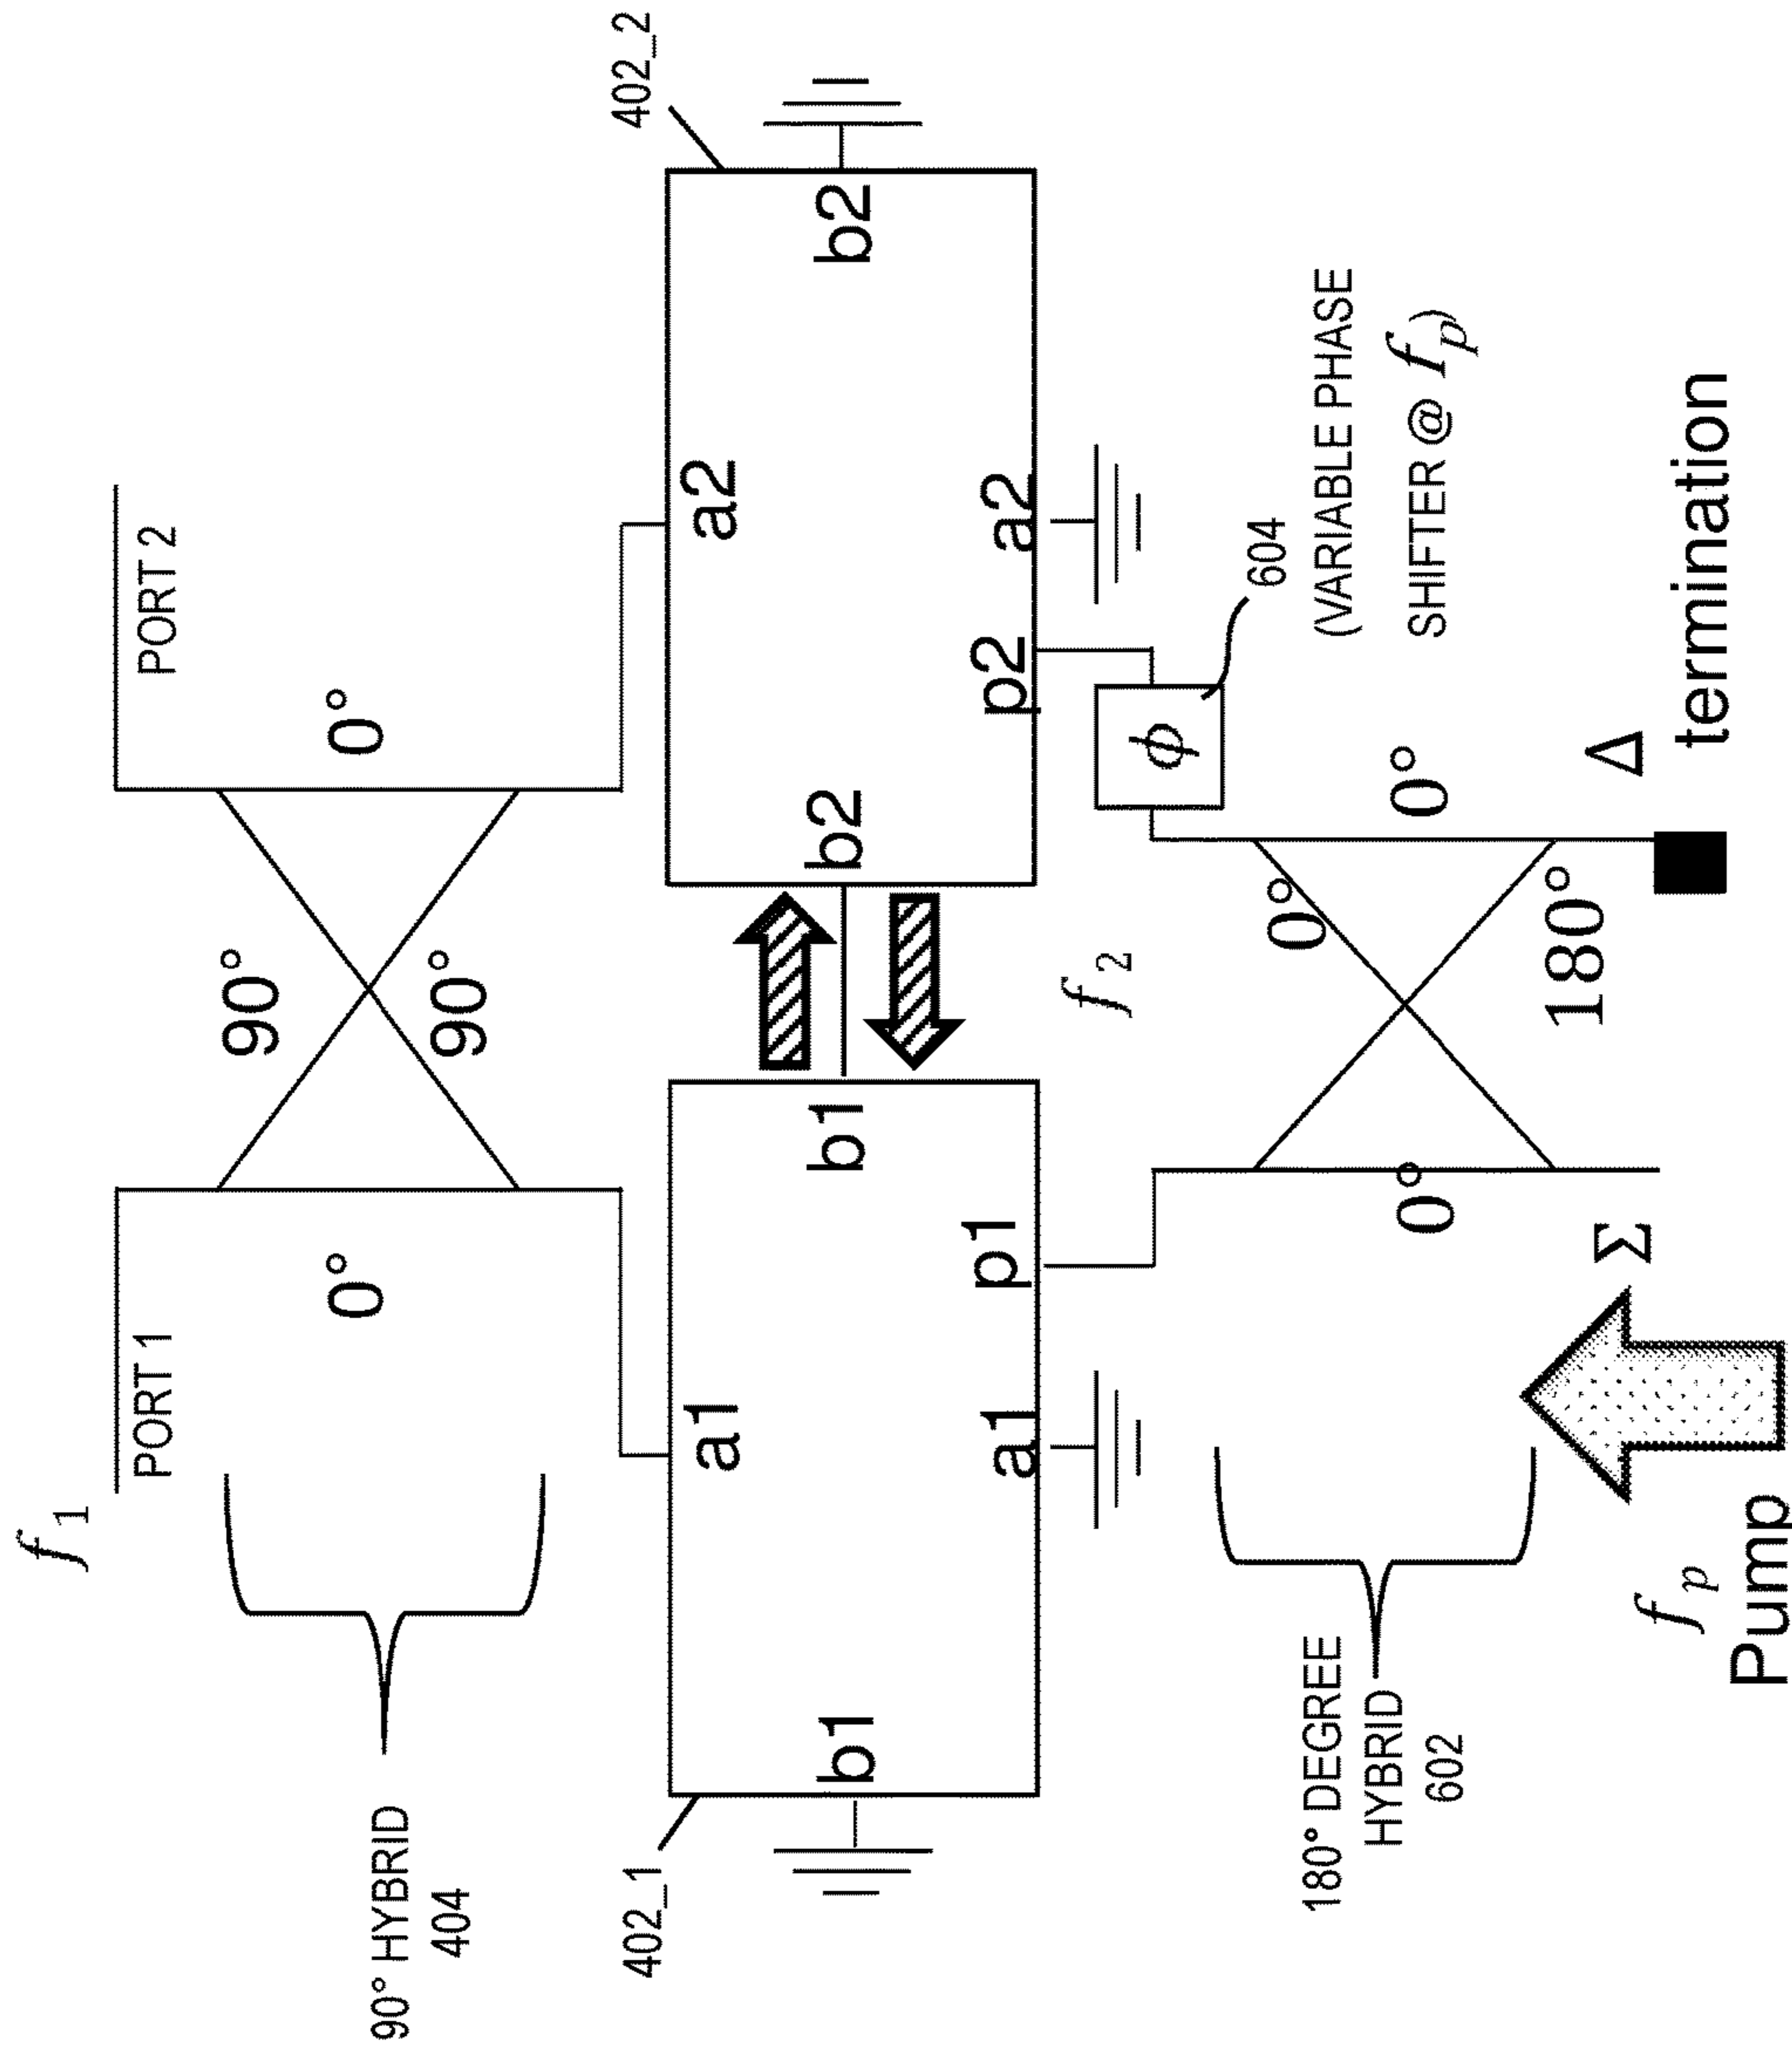 f1
PORT 1
PORT 2
90° HYBRID
404
0°
90°
90°
0°
402_1
402_2
a1
a2
b1
b1
b2
b2
a1
p1
p2
a2
f2
ϕ
604
(VARIABLE PHASE
SHIFTER @ fp)
180° DEGREE
HYBRID
602
0°
0°
180°
0°
Σ
Δ
fp
Pump
termination